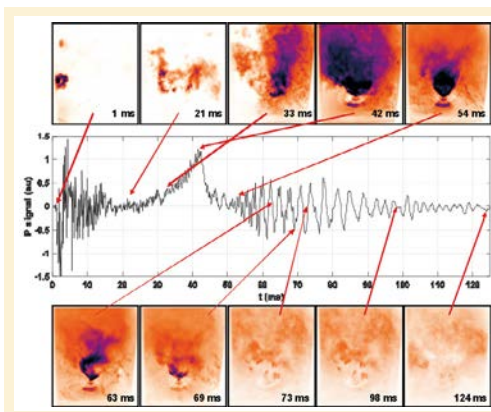 1 ms
21 ms
33 ms
42 ms
54 ms
1.5
1
0.5
0
-0.5
-1.5
P signal (au)
0 10 20 30 40 50 60 70 80 90 100 110 120
t (ms)
63 ms
69 ms
73 ms
98 ms
124 ms